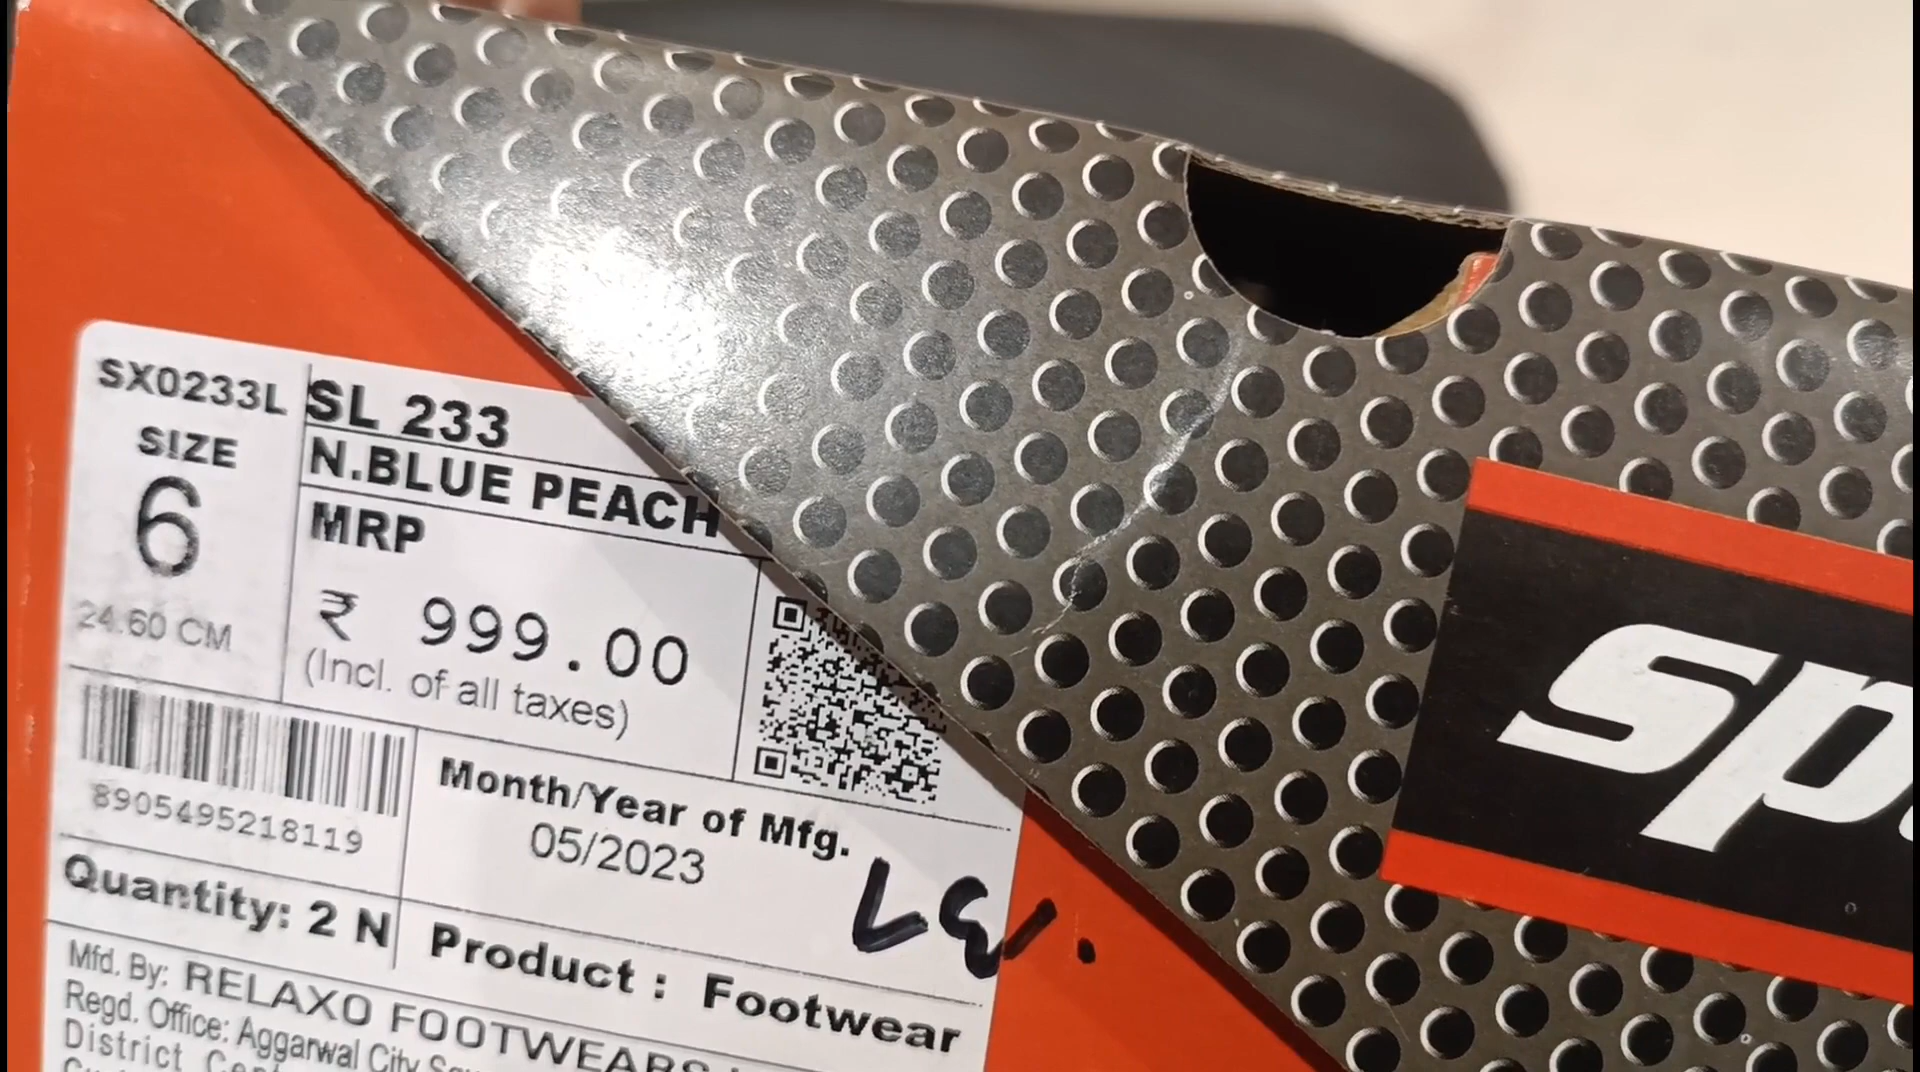 SX0233L
SIZE
6
24.60 CM
SL 233
N.BLUE PEACH
MRP
₹ 999.00
(Incl. of all taxes)
8905495218119
Month/Year of Mfg.
05/2023
Quantity: 2 N
Product : Footwear
Mfd. By: RELAXO FOOTWEARS
Regd. Office: Aggarwal City
District
sp